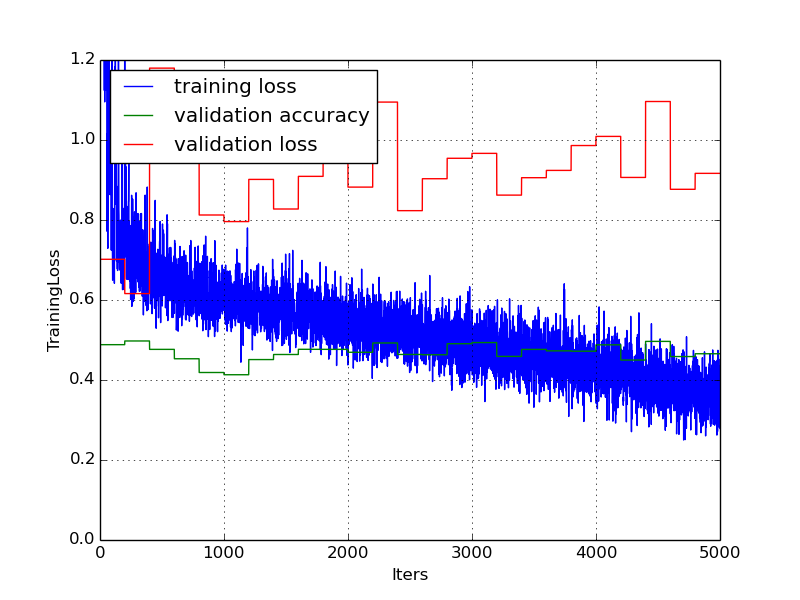 1.2
1.0
0.8
0.6
0.4
0.2
0.0
TrainingLoss
training loss
validation accuracy
validation loss
0 1000 2000 3000 4000 5000
Iters